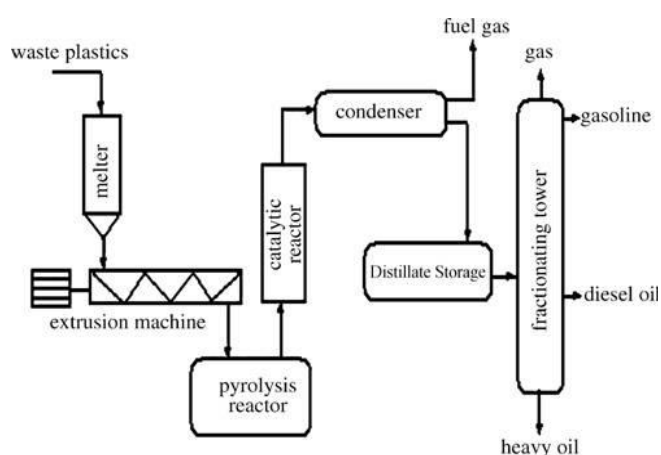 fuel gas
gas
waste plastics
condenser
gasoline
melter
catalytic
reactor
fractionating tower
Distillate Storage
diesel oil
extrusion machine
pyrolysis
reactor
heavy oil